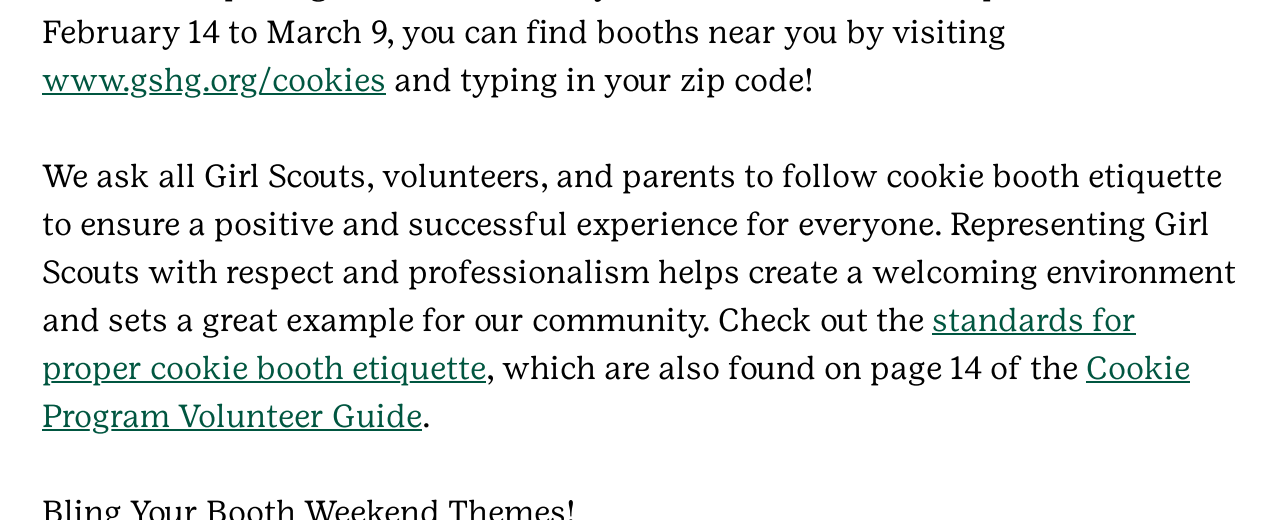 February 14 to March 9, you can find booths near you by visiting
www.gshg.org/cookies and typing in your zip code!
We ask all Girl Scouts, volunteers, and parents to follow cookie booth etiquette
to ensure a positive and successful experience for everyone. Representing Girl
Scouts with respect and professionalism helps create a welcoming environment
and sets a great example for our community. Check out the standards for
proper cookie booth etiquette, which are also found on page 14 of the Cookie
Program Volunteer Guide.
Bling Your Booth Weekend Themes!